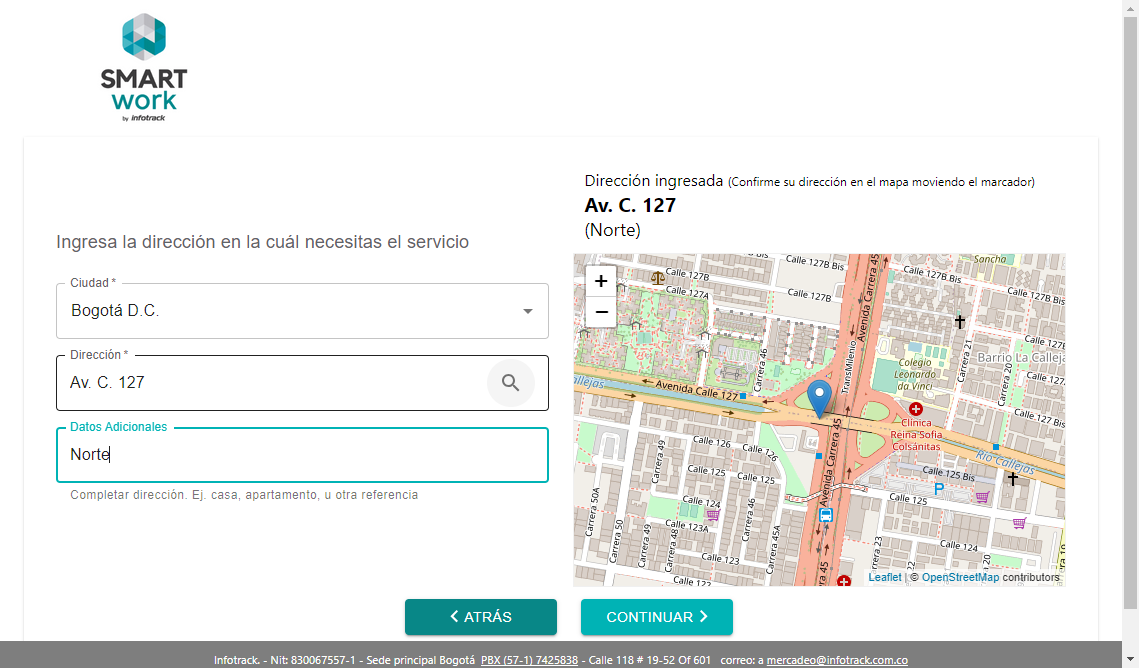 SMART
work
by infotrack
Ingresa la dirección en la cuál necesitas el servicio
Ciudad *
Bogotá D.C.
Dirección *
Av. C. 127
Datos Adicionales
Norte
Completar dirección. Ej. casa, apartamento, u otra referencia
Dirección ingresada (Confirme su dirección en el mapa moviendo el marcador)
Av. C. 127
(Norte)
+
−
Calle 127B
Calle 127A
Calle 127B Bis
Calle 127B
Avenida Carrera 45
Calle 127B Bis
Sancha
Calle 127B Bis
Carrera 46
TransMilenio
Colegio
Leonardo
da Vinci
Carrera 21
Barrio La Calleja
Carrera 20
Calle 127
Calle 127 Bis
Avenida Calle 127
Clínica
Reina Sofia
Colsánitas
Río Callejas
Calle 126
Calle 126
Calle 125
Calle 125
Carrera 49
Carrera 50A
Carrera 50
Carrera 49
Carrera 48
Calle 124
Calle 123A
Calle 123
Calle 122
Carrera 46
Carrera 45A
Avenida Carrera 45
Calle 125 Bis
P
Calle 125
Calle 124
Carrera 23
Leaflet | © OpenStreetMap contributors
ATRÁS
CONTINUAR
Infotrack. - Nit: 830067557-1 - Sede principal Bogotá PBX (57-1) 7425838 - Calle 118 # 19-52 Of 601 correo: a mercadeo@infotrack.com.co